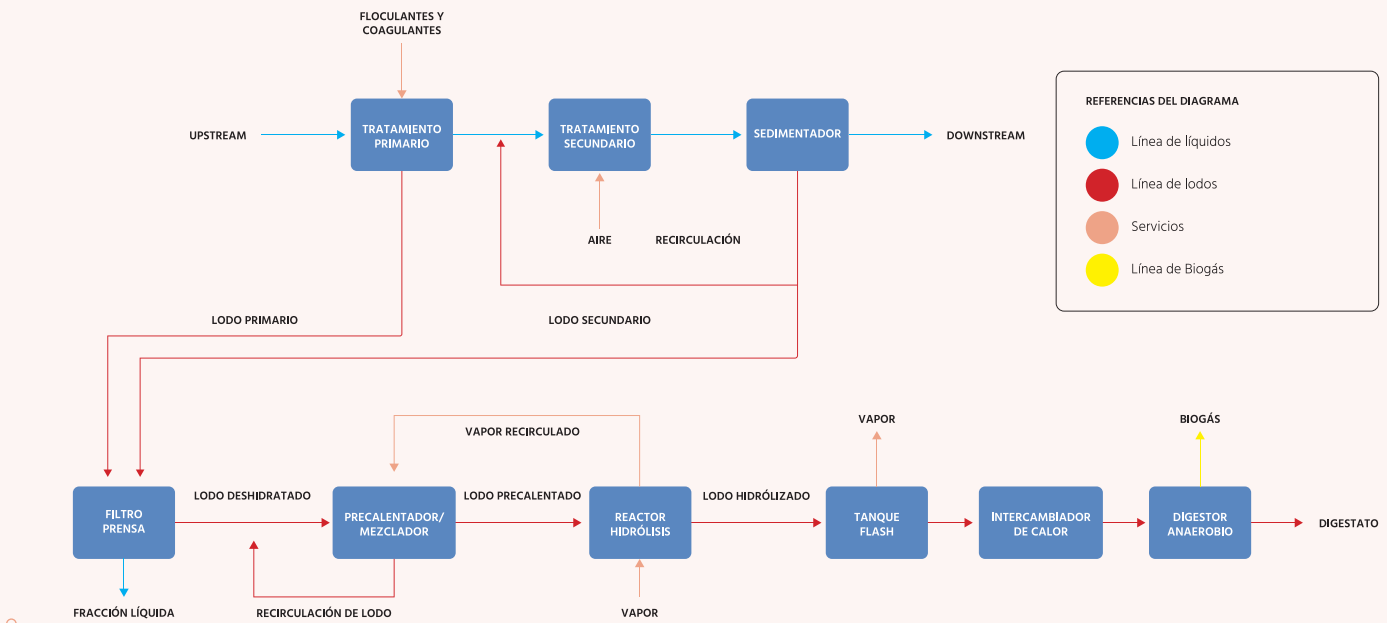 FLOCULANTES Y
COAGULANTES
UPSTREAM
TRATAMIENTO
PRIMARIO
TRATAMIENTO
SECUNDARIO
SEDIMENTADOR
DOWNSTREAM
AIRE
RECIRCULACIÓN
LODO PRIMARIO
LODO SECUNDARIO
REFERENCIAS DEL DIAGRAMA
Línea de líquidos
Línea de lodos
Servicios
Línea de Biogás
VAPOR RECIRCULADO
VAPOR
BIOGÁS
FILTRO
PRENSA
LODO DESHIDRATADO
PRECALENTADOR/
MEZCLADOR
LODO PRECALENTADO
REACTOR
HIDRÓLISIS
LODO HIDRÓLIZADO
TANQUE
FLASH
INTERCAMBIADOR
DE CALOR
DIGESTOR
ANAEROBIO
DIGESTATO
FRACCIÓN LÍQUIDA
RECIRCULACIÓN DE LODO
VAPOR